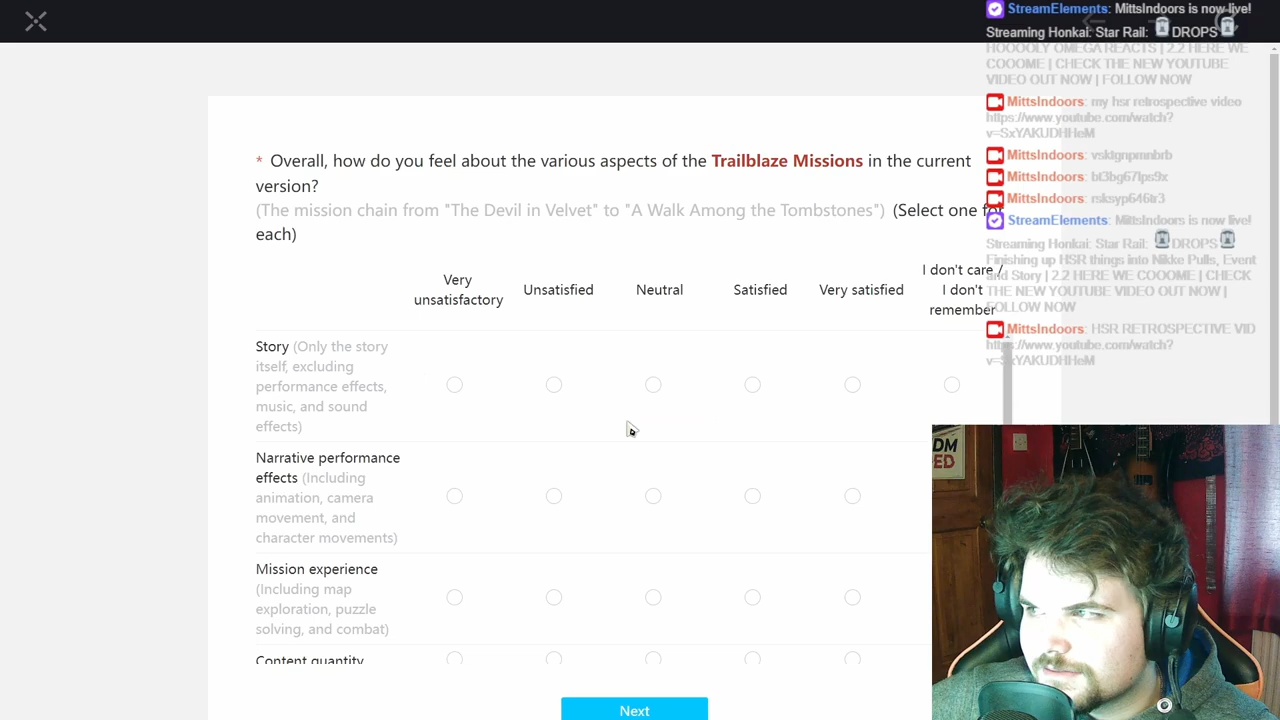 * Overall, how do you feel about the various aspects of the Trailblaze Missions in the current
version?
(The mission chain from "The Devil in Velvet" to "A Walk Among the Tombstones") (Select one for
each)
Very
unsatisfactory
Unsatisfied
Neutral
Satisfied
Very satisfied
I don't care /
I don't
remember
Story (Only the story
itself, excluding
performance effects,
music, and sound
effects)
Narrative performance
effects (Including
animation, camera
movement, and
character movements)
Mission experience
(Including map
exploration, puzzle
solving, and combat)
Content quantity
Next
StreamElements: MittsIndoors is now live!
Streaming Honkai: Star Rail: DROPS
HOOOOLY OMEGA REACTS | 2.2 HERE WE
COOOME | CHECK THE NEW YOUTUBE
VIDEO OUT NOW | FOLLOW NOW
MittsIndoors: my hsr retrospective video
https://www.youtube.com/watch?
v=SxYAKUDHHeM
MittsIndoors: vsktgnpmnbrb
MittsIndoors: bt3bg67lps9x
MittsIndoors: rsksyp646tr3
StreamElements: MittsIndoors is now live!
Streaming Honkai: Star Rail: DROPS
Finishing up HSR things into Nikke Pulls, Event
and Story | 2.2 HERE WE COOOME | CHECK
THE NEW YOUTUBE VIDEO OUT NOW |
FOLLOW NOW
MittsIndoors: HSR RETROSPECTIVE VID
https://www.youtube.com/watch?
v=SxYAKUDHHeM